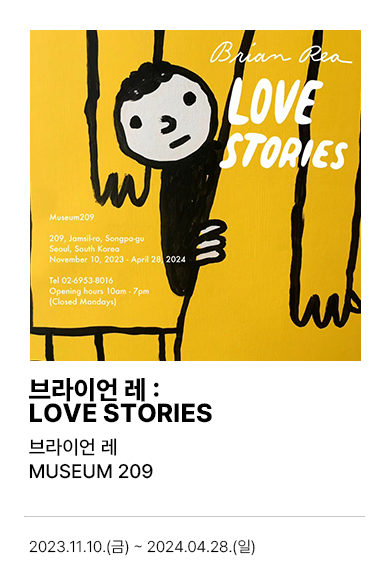 Brian Rea
LOVE
STORIES
Museum209
209, Jamsil-ro, Songpa-gu
Seoul, South Korea
November 10, 2023 - April 28, 2024
Tel 02-6953-8016
Opening hours 10am - 7pm
(Closed Mondays)
브라이언 레 :
LOVE STORIES
브라이언 레
MUSEUM 209
2023.11.10.(금) ~ 2024.04.28.(일)